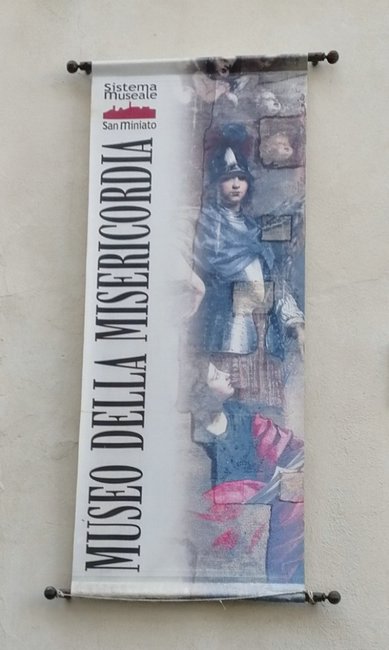 Sistema
Museale
San Miniato
MUSEO DELLA MISERICORDIA